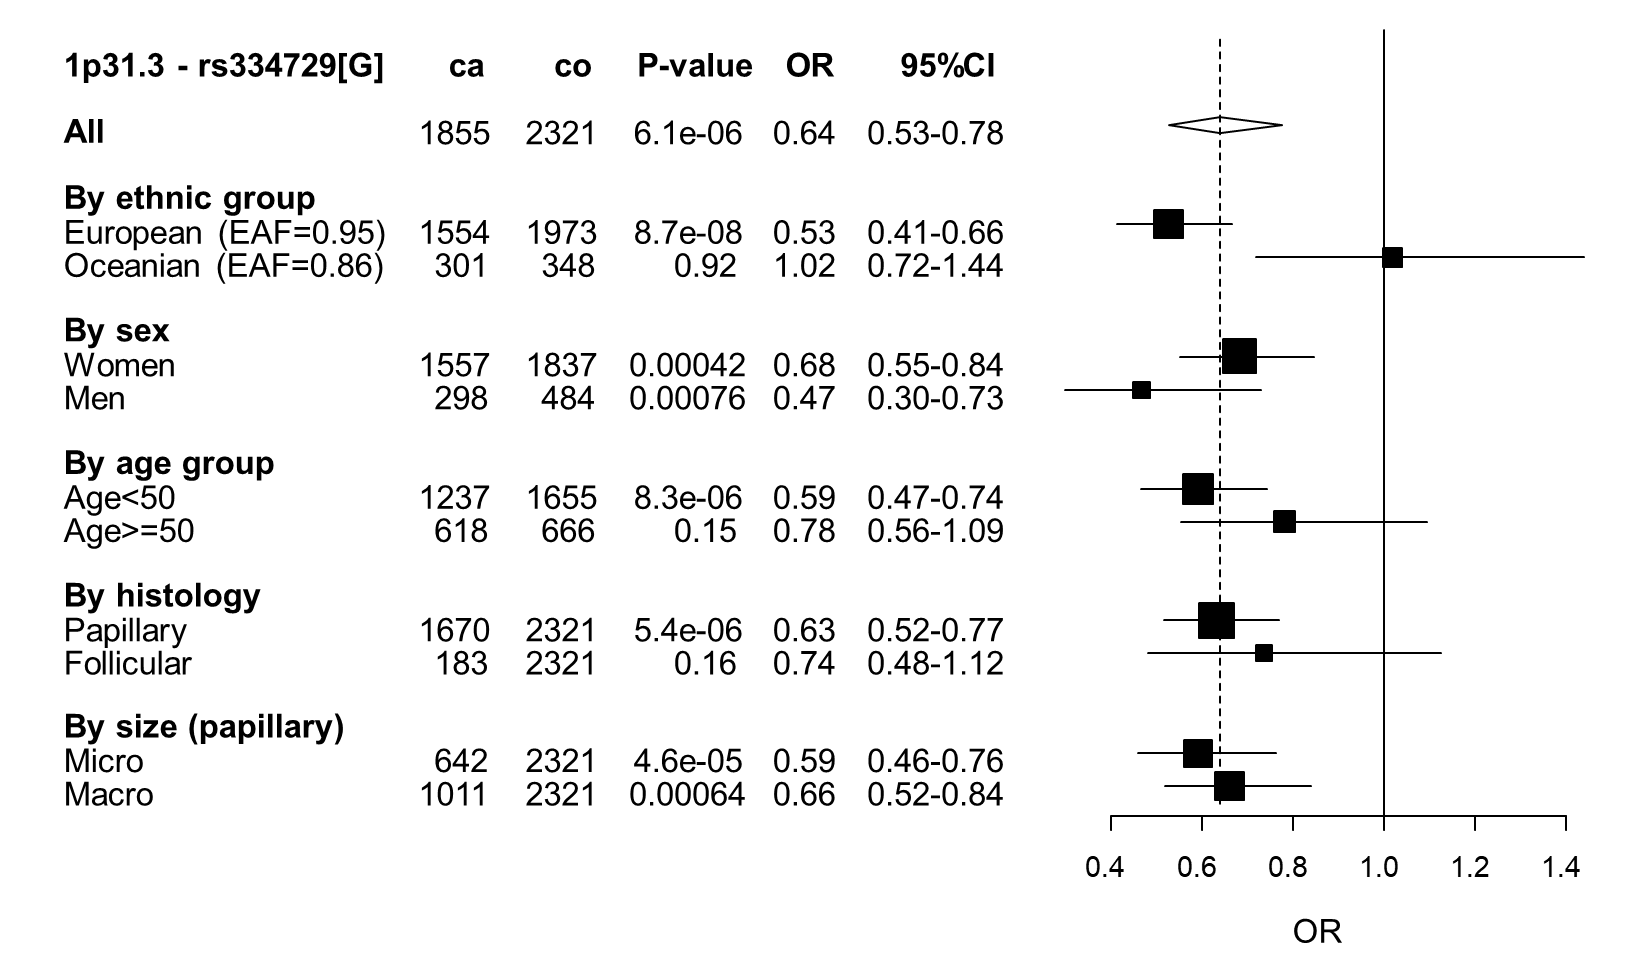 1p31.3 - rs334729[G] ca co P-value OR 95%CI
All 1855 2321 6.1e-06 0.64 0.53-0.78
By ethnic group
European (EAF=0.95) 1554 1973 8.7e-08 0.53 0.41-0.66
Oceanian (EAF=0.86) 301 348 0.92 1.02 0.72-1.44
By sex
Women 1557 1837 0.00042 0.68 0.55-0.84
Men 298 484 0.00076 0.47 0.30-0.73
By age group
Age<50 1237 1655 8.3e-06 0.59 0.47-0.74
Age>=50 618 666 0.15 0.78 0.56-1.09
By histology
Papillary 1670 2321 5.4e-06 0.63 0.52-0.77
Follicular 183 2321 0.16 0.74 0.48-1.12
By size (papillary)
Micro 642 2321 4.6e-05 0.59 0.46-0.76
Macro 1011 2321 0.00064 0.66 0.52-0.84
0.4 0.6 0.8 1.0 1.2 1.4
OR